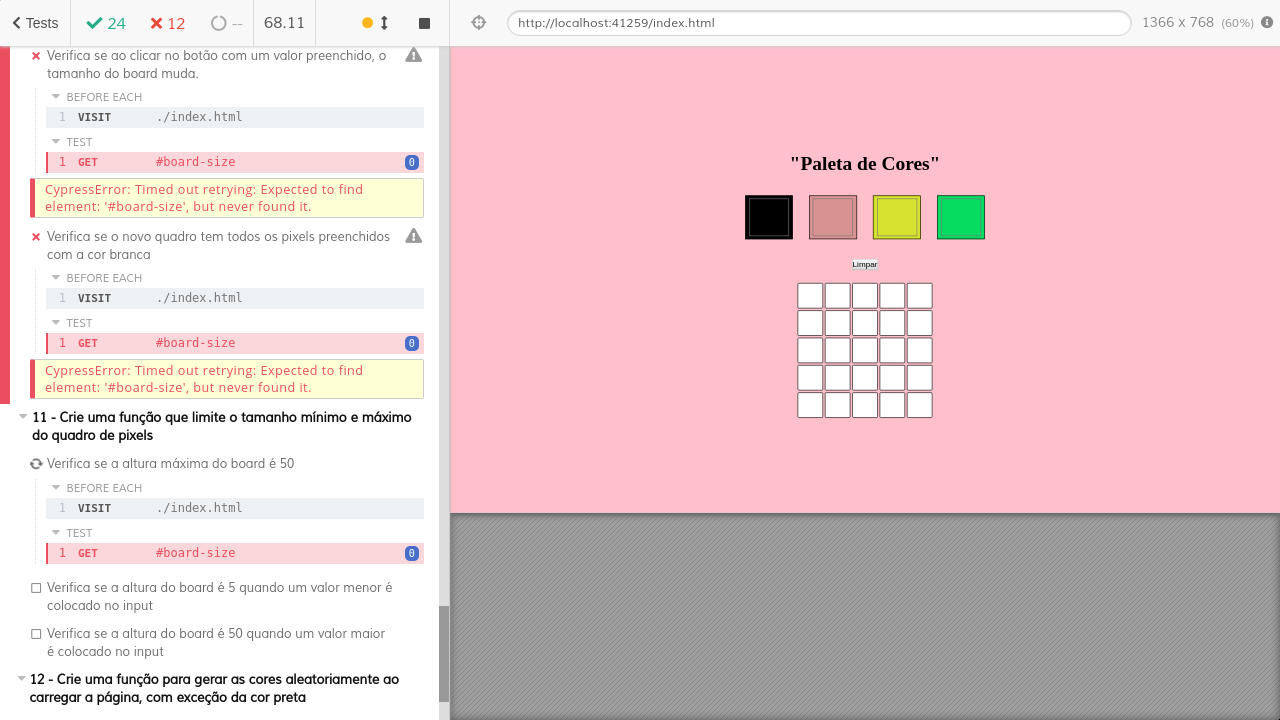 Tests
24
12
--
68.11
http://localhost:41259/index.html
1366 x 768 (60%)
Verifica se ao clicar no botão com um valor preenchido, o
tamanho do board muda.
BEFORE EACH
1 VISIT ./index.html
TEST
1 GET #board-size 0
CypressError: Timed out retrying: Expected to find
element: '#board-size', but never found it.
Verifica se o novo quadro tem todos os pixels preenchidos
com a cor branca
BEFORE EACH
1 VISIT ./index.html
TEST
1 GET #board-size 0
CypressError: Timed out retrying: Expected to find
element: '#board-size', but never found it.
11 - Crie uma função que limite o tamanho mínimo e máximo
do quadro de pixels
Verifica se a altura máxima do board é 50
BEFORE EACH
1 VISIT ./index.html
TEST
1 GET #board-size 0
Verifica se a altura do board é 5 quando um valor menor é
colocado no input
Verifica se a altura do board é 50 quando um valor maior
é colocado no input
12 - Crie uma função para gerar as cores aleatoriamente ao
carregar a página, com exceção da cor preta
"Paleta de Cores"
Limpar